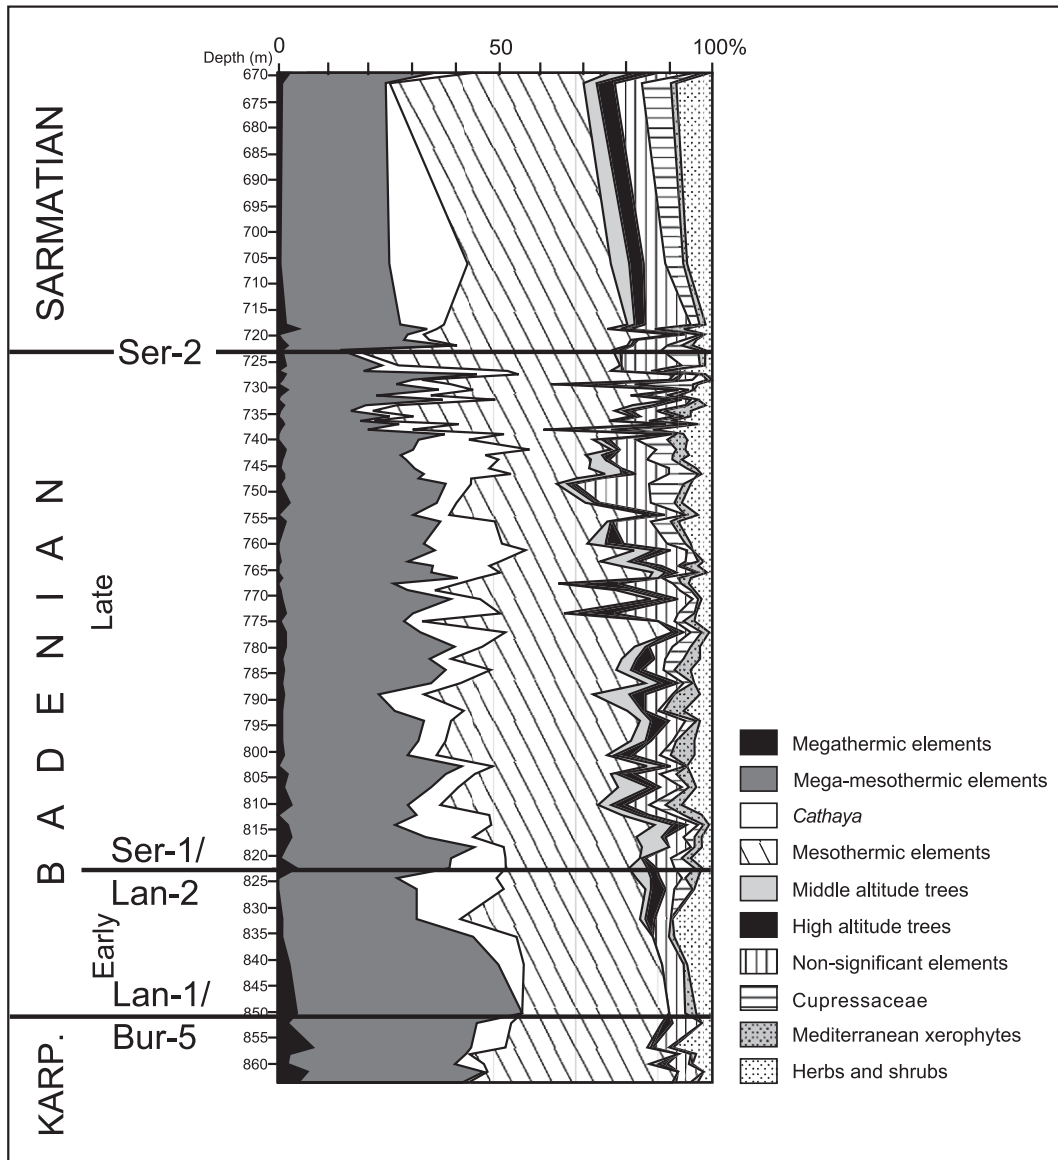 0 50 100%
Depth (m)
670
675
680
685
690
695
700
705
710
715
720
725
730
735
740
745
750
755
760
765
770
775
780
785
790
795
800
805
810
815
820
825
830
835
840
845
850
855
860
SARMATIAN
Ser-2
BADENIAN
Late
Ser-1/
Lan-2
Early
Lan-1/
Bur-5
KARP.
Megathermic elements
Mega-mesothermic elements
Cathaya
Mesothermic elements
Middle altitude trees
High altitude trees
Non-significant elements
Cupressaceae
Mediterranean xerophytes
Herbs and shrubs